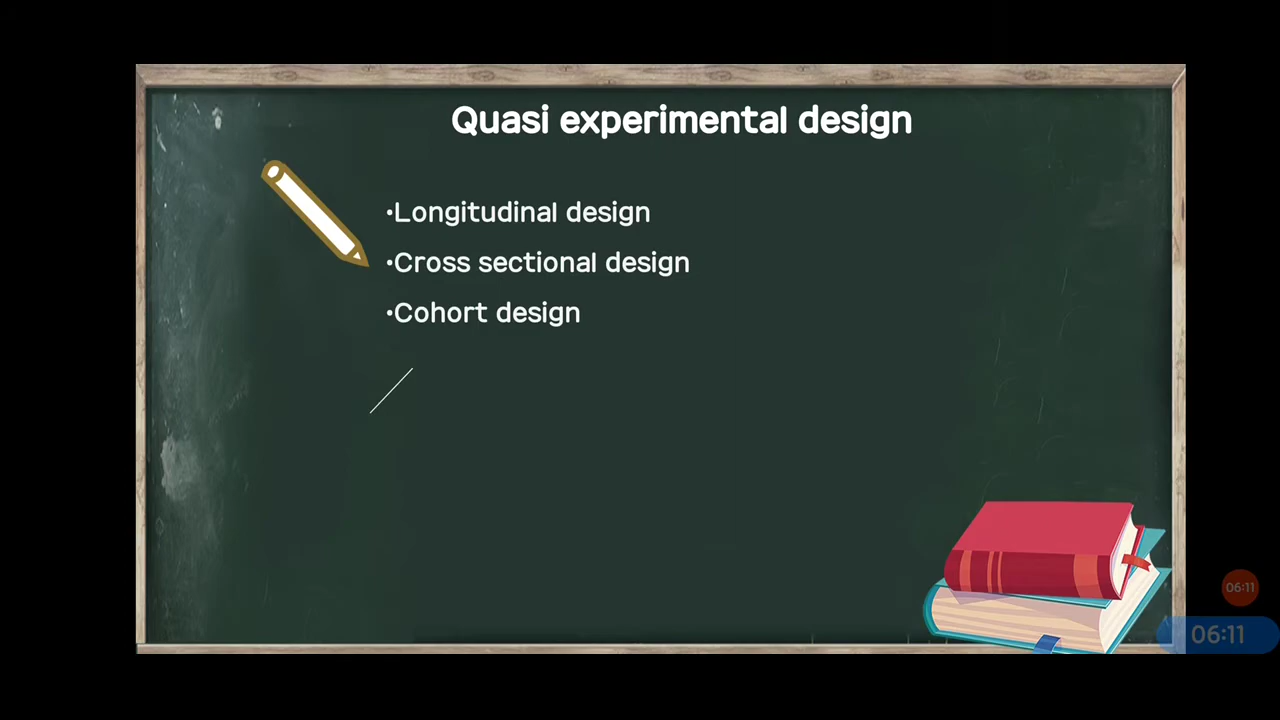 Quasi experimental design
•Longitudinal design
•Cross sectional design
•Cohort design
06:11
06:11